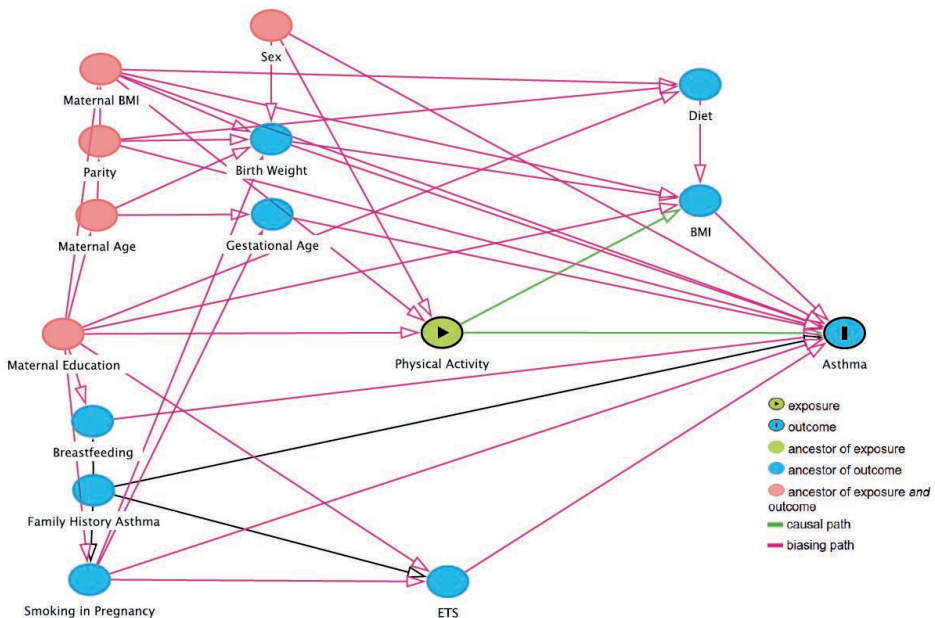 Sex
Maternal BMI
Diet
Parity
Birth Weight
Maternal Age
Gestational Age
BMI
Maternal Education
Physical Activity
Asthma
exposure
outcome
ancestor of exposure
ancestor of outcome
ancestor of exposure and
outcome
causal path
biasing path
Breastfeeding
Family History Asthma
Smoking in Pregnancy
ETS